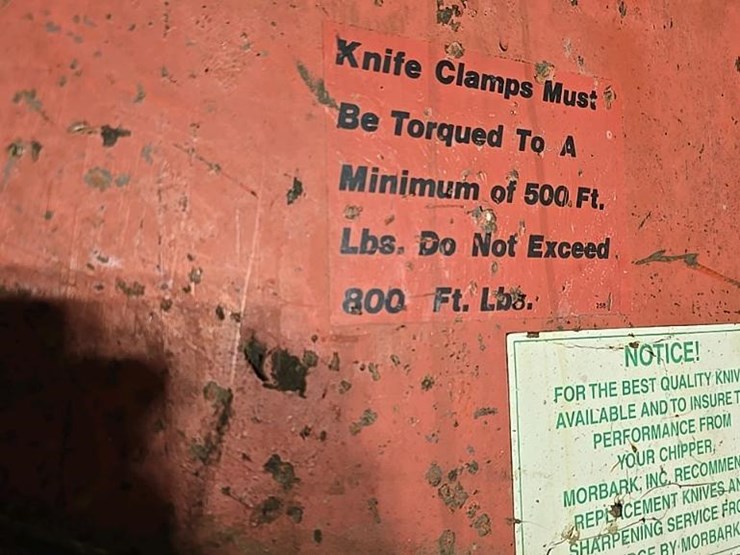 Knife Clamps Must
Be Torqued To A
Minimum of 500 Ft.
Lbs. Do Not Exceed
800 Ft. Lbs.
NOTICE!
FOR THE BEST QUALITY KNIV
AVAILABLE AND TO INSURE T
PERFORMANCE FROM
YOUR CHIPPER,
MORBARK, INC. RECOMMEN
REPLACEMENT KNIVES AN
SHARPENING SERVICE FRO
BY MORBARK